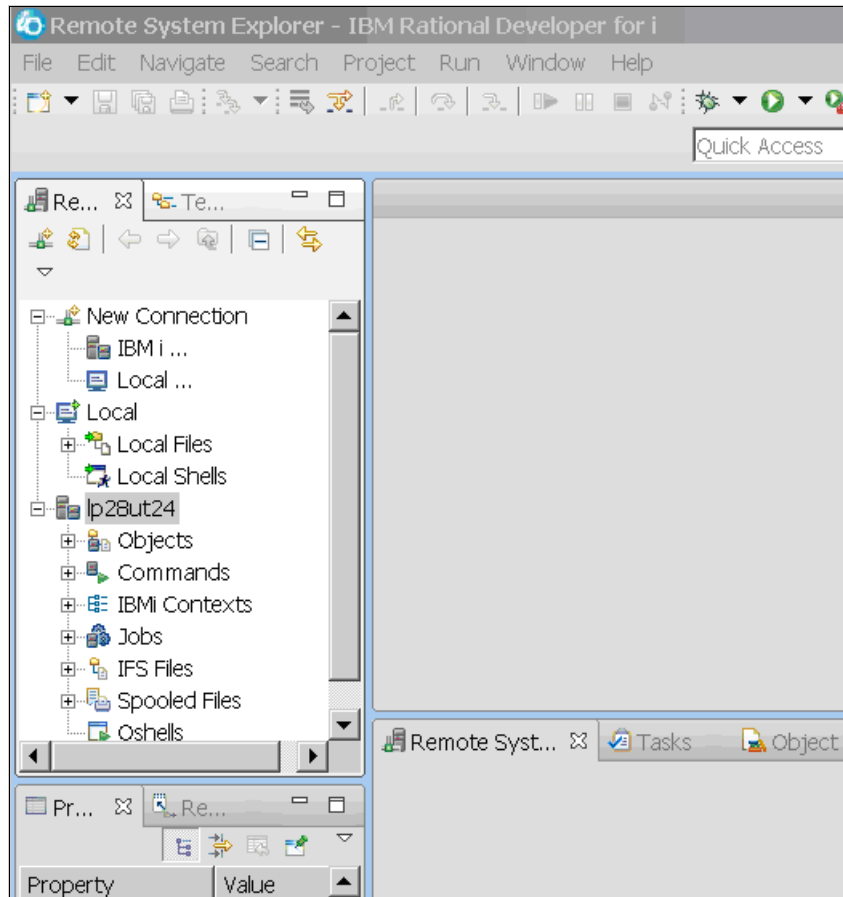 Remote System Explorer - IBM Rational Developer for i
File Edit Navigate Search Project Run Window Help
Quick Access
Re... Te...
New Connection
IBM i ...
Local ...
Local
Local Files
Local Shells
lp28ut24
Objects
Commands
IBMi Contexts
Jobs
IFS Files
Spooled Files
Oshells
Remote Syst... Tasks Object
Pr... Re...
Property Value